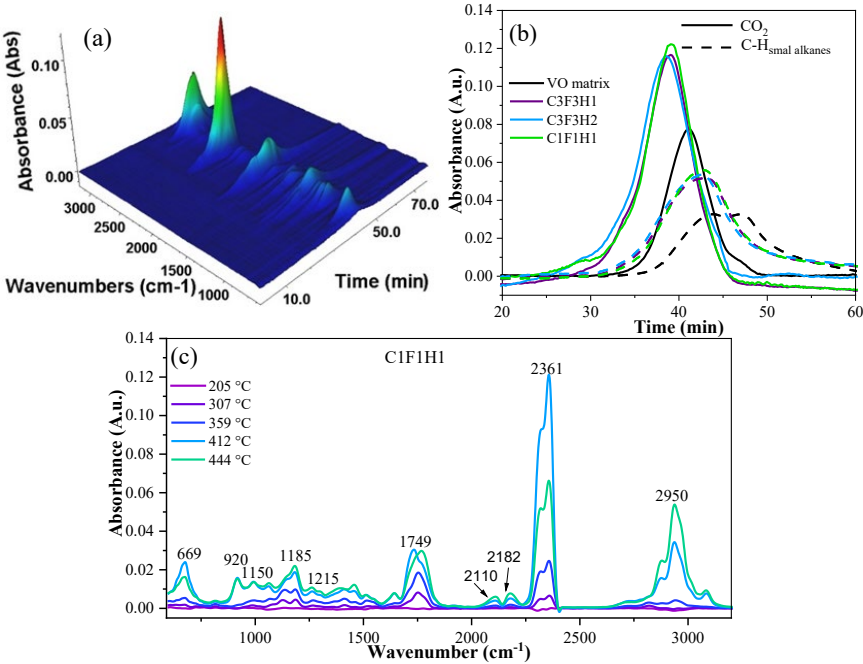 (a)
Absorbance (Abs)
0.10
0.05
0.00
3000
2500
2000
1500
1000
Wavenumbers (cm-1)
70.0
50.0
10.0
Time (min)
(b)
Absorbance (A.u.)
0.14
0.12
0.10
0.08
0.06
0.04
0.02
0.00
CO2
C-Hsmal alkanes
VO matrix
C3F3H1
C3F3H2
C1F1H1
20 30 40 50 60
Time (min)
(c)
C1F1H1
Absorbance (A.u.)
0.14
0.12
0.10
0.08
0.06
0.04
0.02
0.00
205 °C
307 °C
359 °C
412 °C
444 °C
669
920
1150
1185
1215
1749
2110
2182
2361
2950
1000 1500 2000 2500 3000
Wavenumber (cm-1)